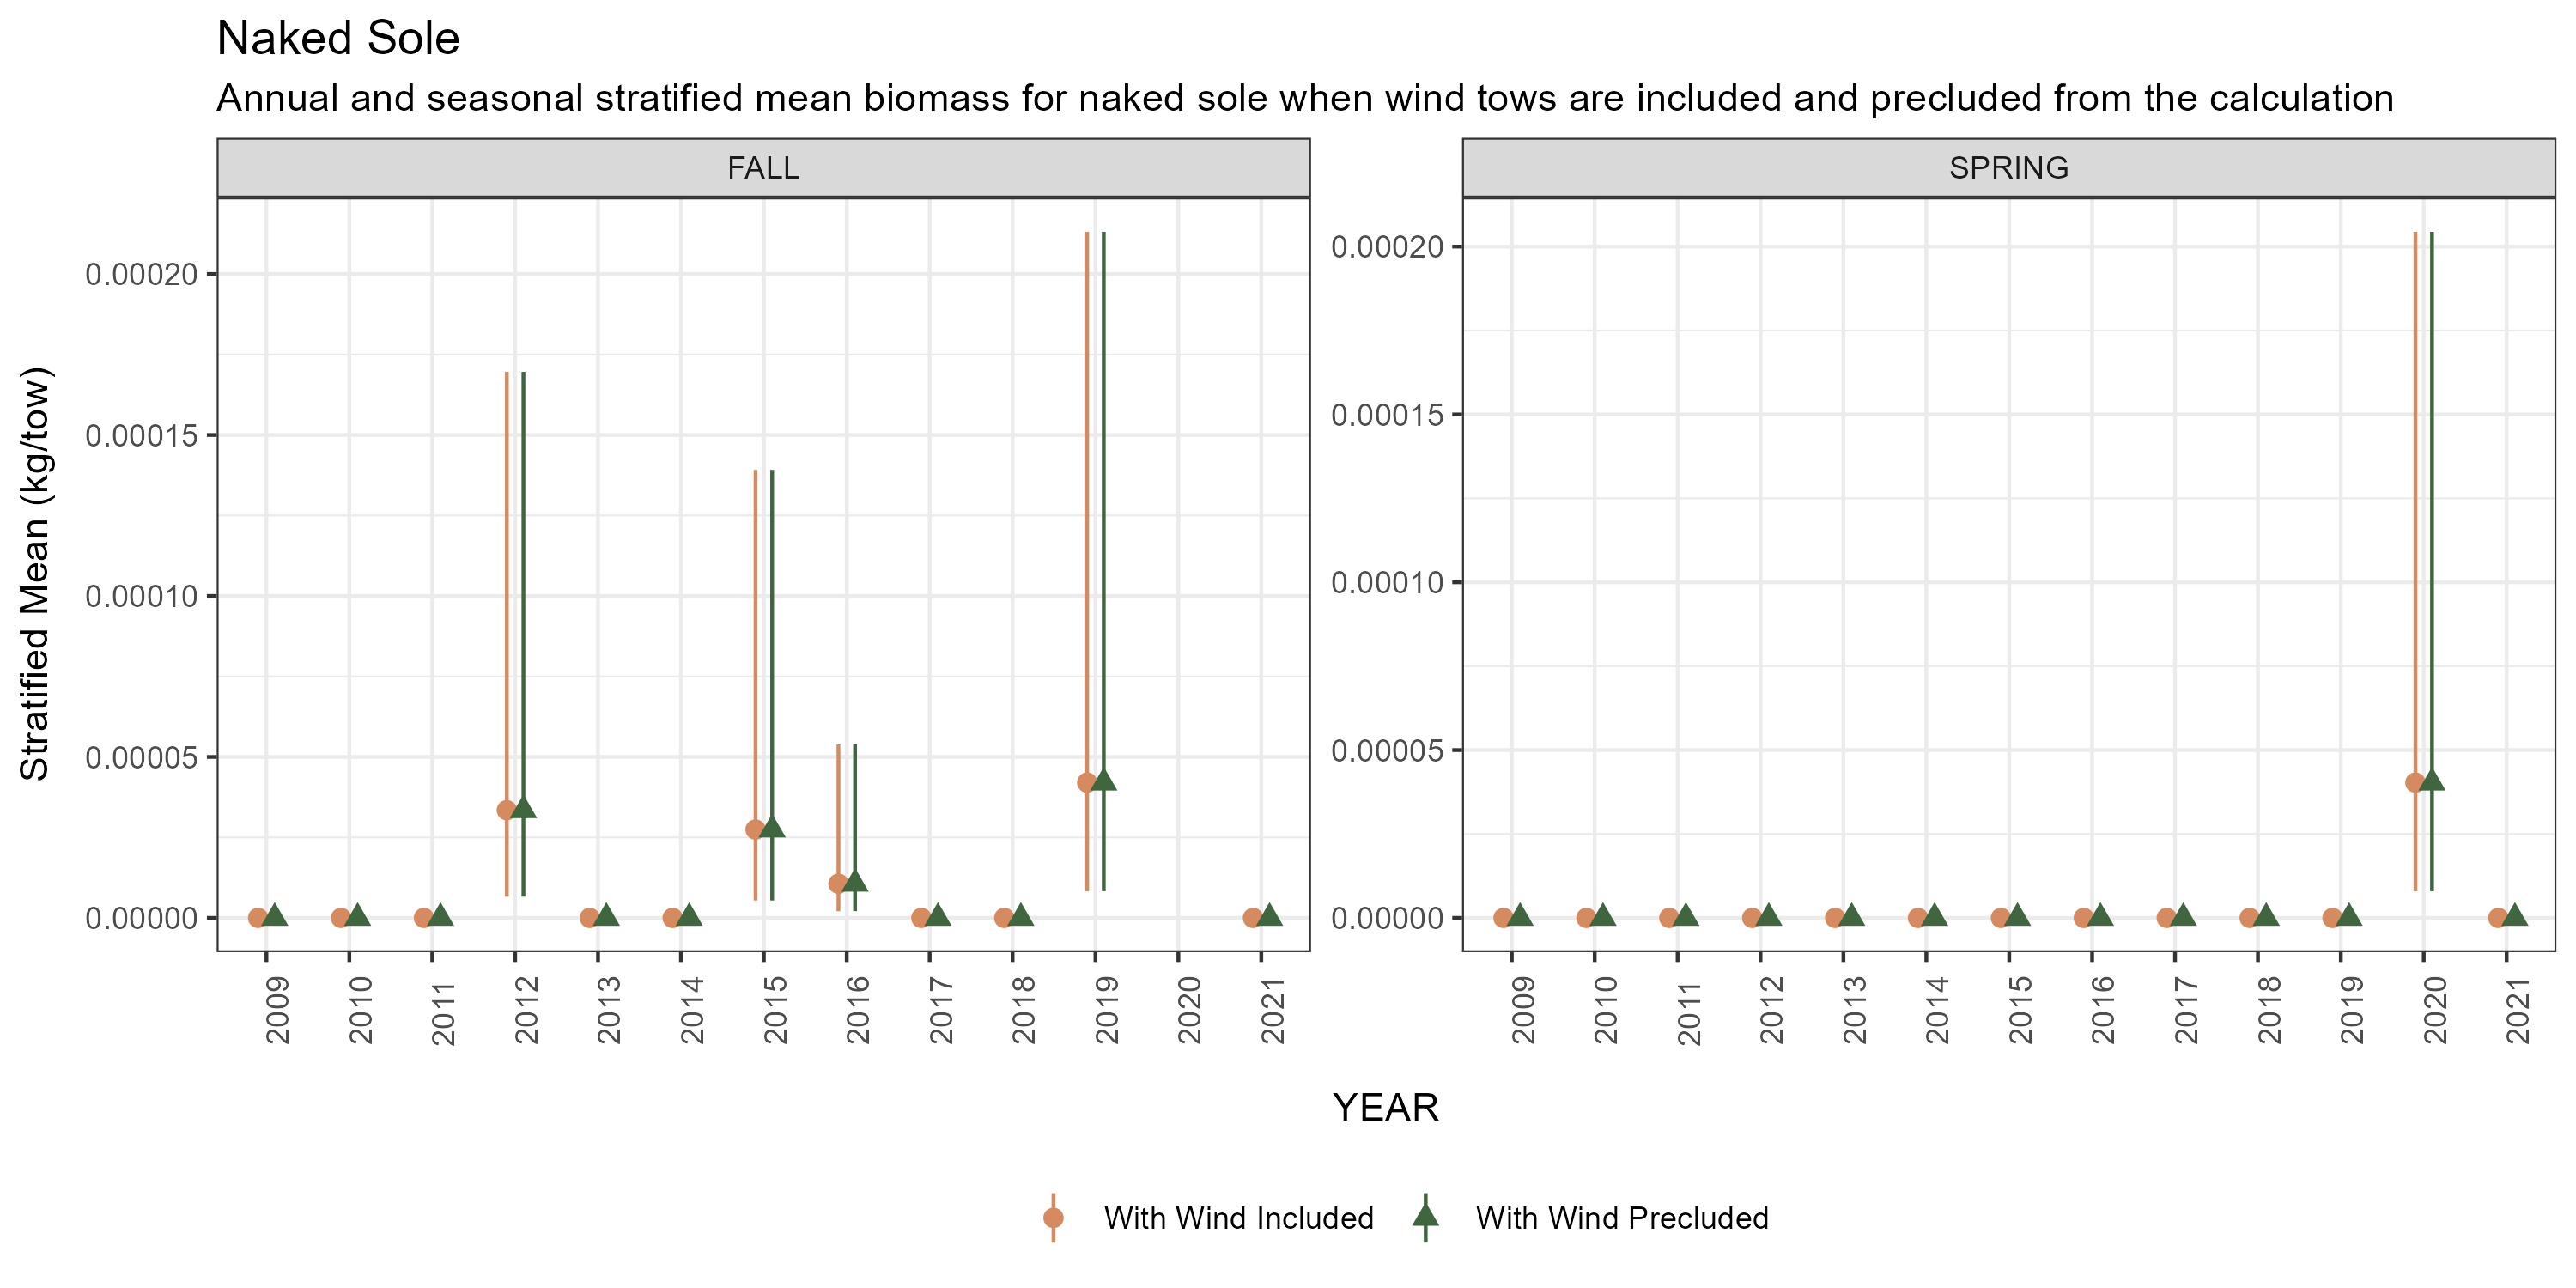 Naked Sole
Annual and seasonal stratified mean biomass for naked sole when wind tows are included and precluded from the calculation
FALL
SPRING
Stratified Mean (kg/tow)
0.00020
0.00015
0.00010
0.00005
0.00000
0.00020
0.00015
0.00010
0.00005
0.00000
2009 2010 2011 2012 2013 2014 2015 2016 2017 2018 2019 2020 2021
2009 2010 2011 2012 2013 2014 2015 2016 2017 2018 2019 2020 2021
YEAR
With Wind Included
With Wind Precluded